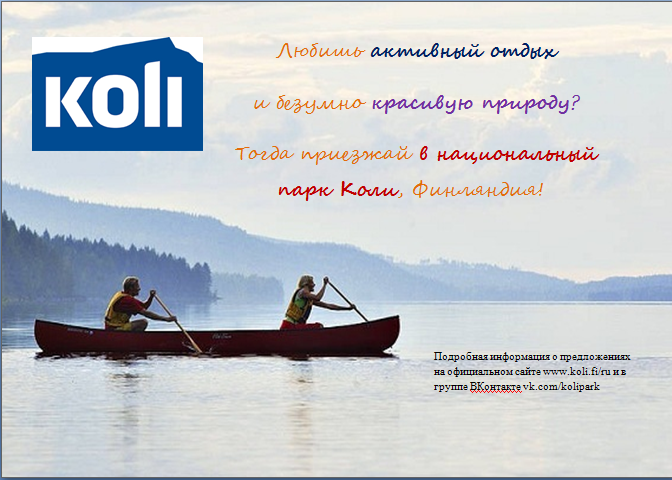 koli
Любишь активный отдых
и безумно красивую природу?
Тогда приезжай в национальный
парк Коли, Финляндия!
Подробная информация о предложениях
на официальном сайте www.koli.fi/ru и в
группе ВКонтакте vk.com/kolipark